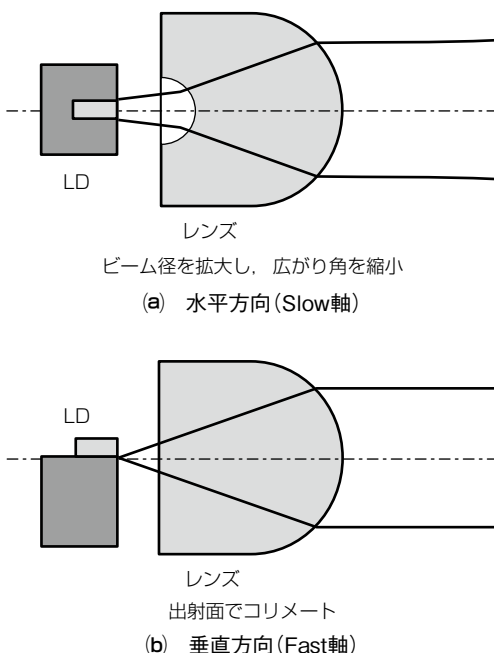 LD
レンズ
ビーム径を拡大し，広がり角を縮小
(a) 水平方向(Slow軸)
LD
レンズ
出射面でコリメート
(b) 垂直方向(Fast軸)